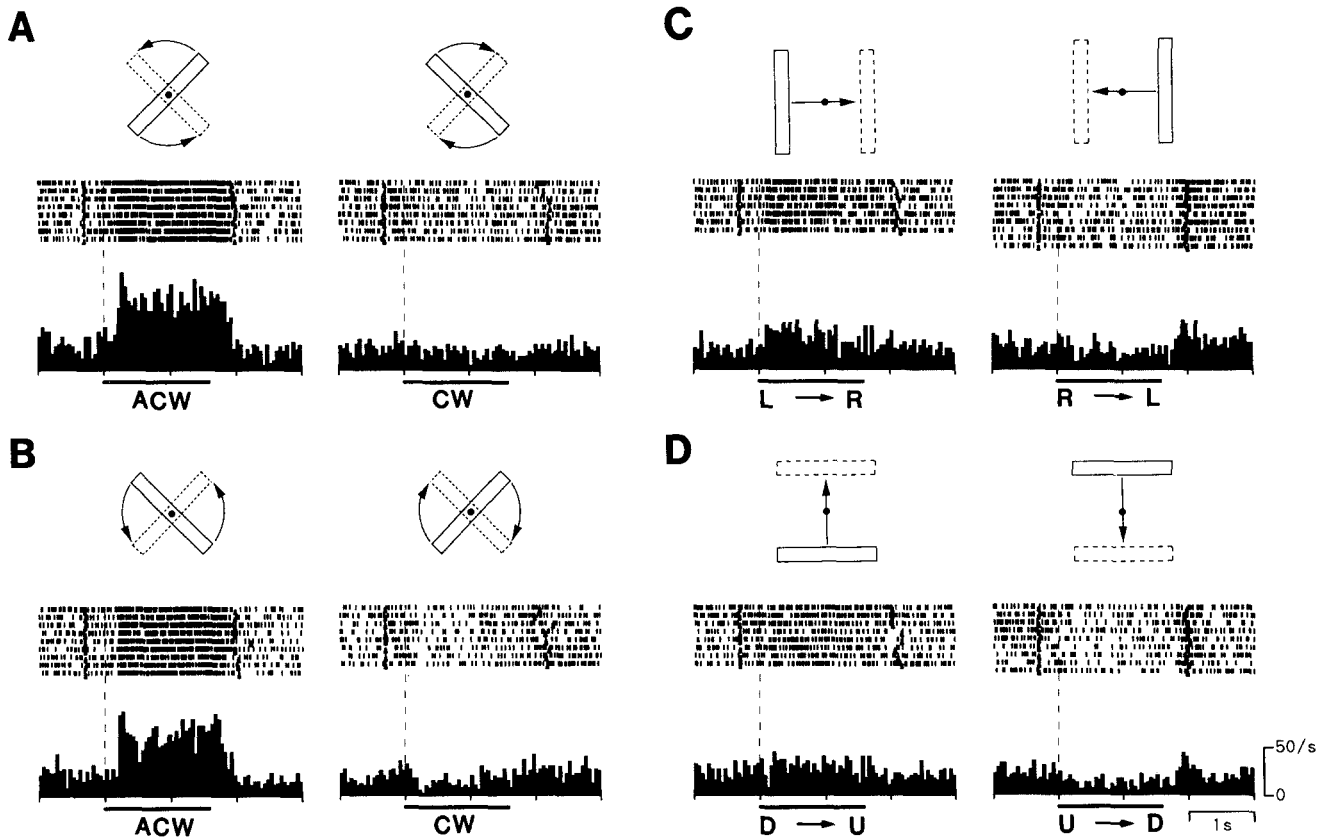 A
ACW
CW
B
ACW
CW
C
L → R
R → L
D
D → U
U → D
50/s
0
1s